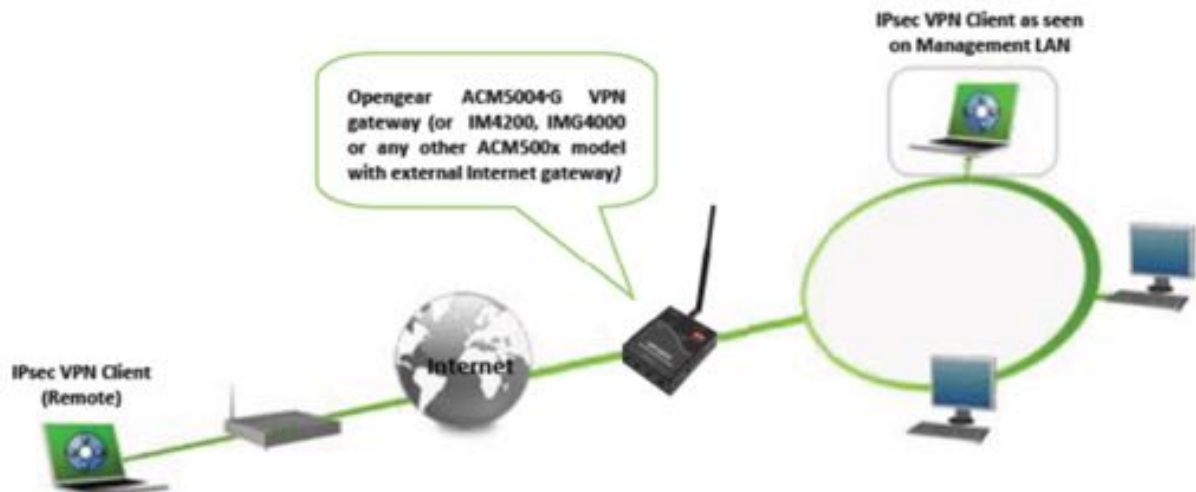 IPsec VPN Client as seen
on Management LAN
Opengear ACM5004-G VPN
gateway (or IM4200, IMG4000
or any other ACM500x model
with external Internet gateway)
Internet
IPsec VPN Client
(Remote)